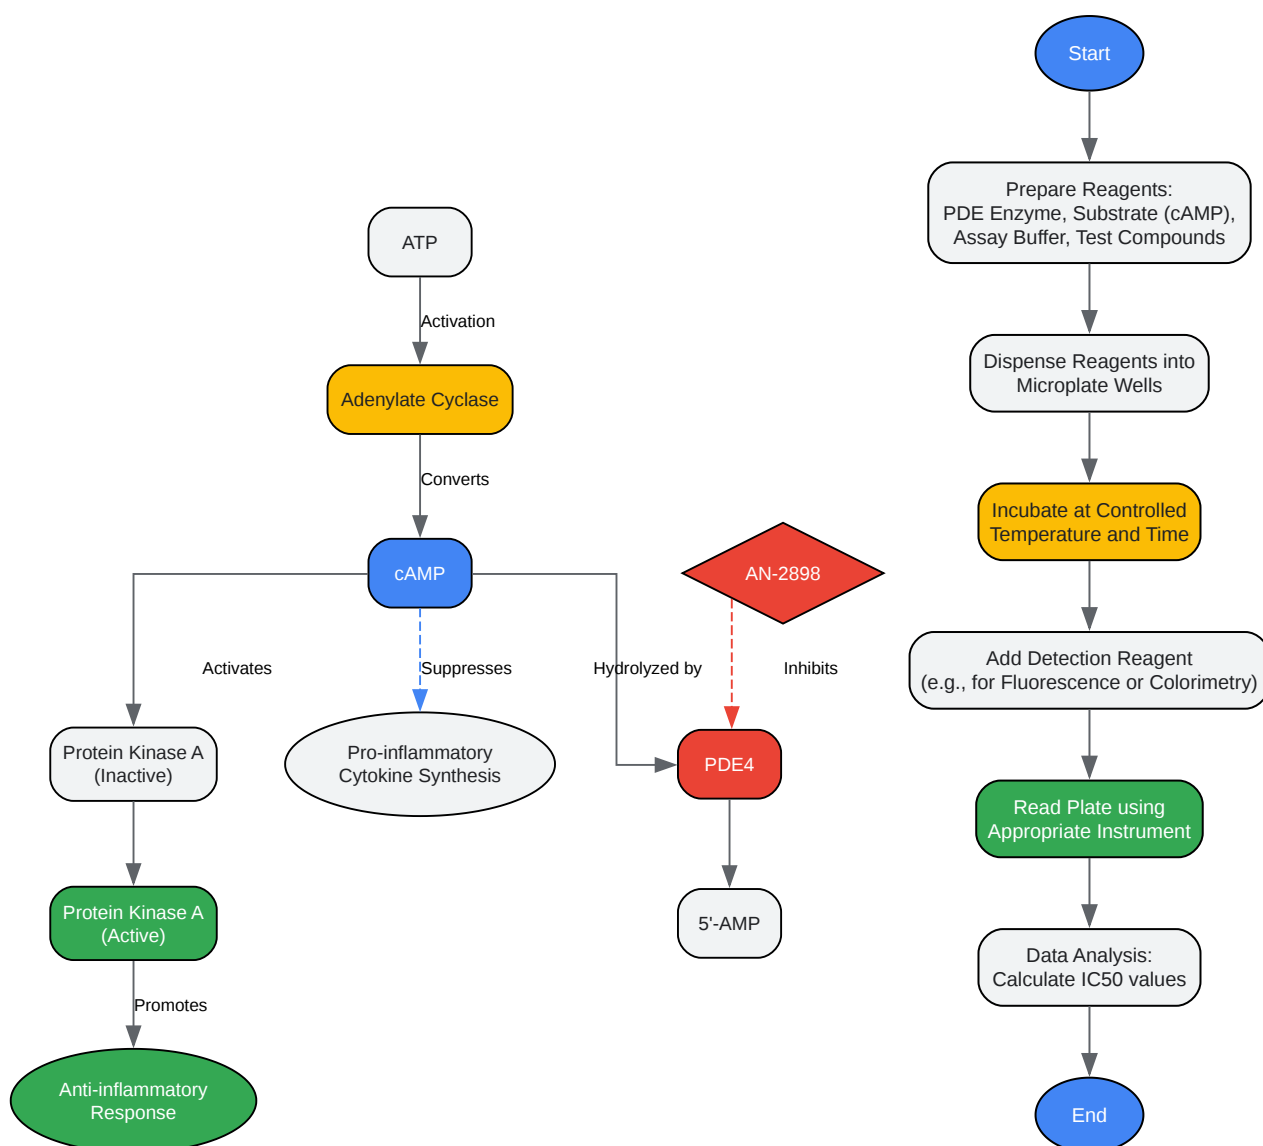 ATP
Activation
Adenylate Cyclase
Converts
cAMP
AN-2898
Activates
Suppresses
Hydrolyzed by
Inhibits
Protein Kinase A
(Inactive)
Pro-inflammatory
Cytokine Synthesis
PDE4
Protein Kinase A
(Active)
5'-AMP
Promotes
Anti-inflammatory
Response
Start
Prepare Reagents:
PDE Enzyme, Substrate (cAMP),
Assay Buffer, Test Compounds
Dispense Reagents into
Microplate Wells
Incubate at Controlled
Temperature and Time
Add Detection Reagent
(e.g., for Fluorescence or Colorimetry)
Read Plate using
Appropriate Instrument
Data Analysis:
Calculate IC50 values
End